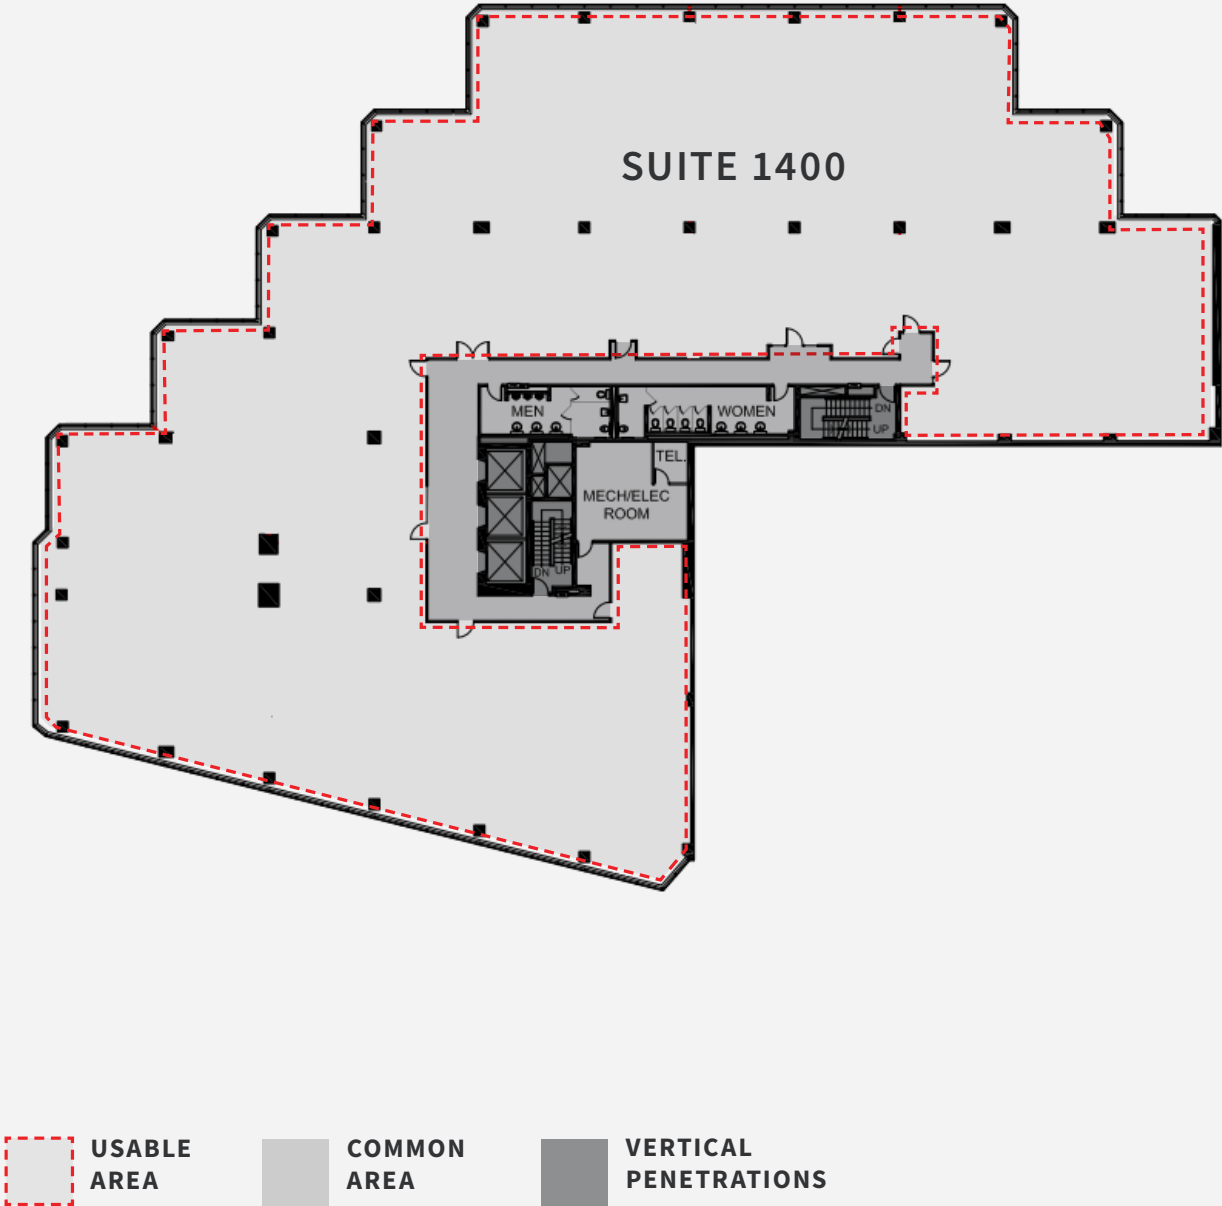 SUITE 1400
MEN
WOMEN
DN
UP
TEL.
MECH/ELEC
ROOM
DN UP
USABLE
AREA
COMMON
AREA
VERTICAL
PENETRATIONS